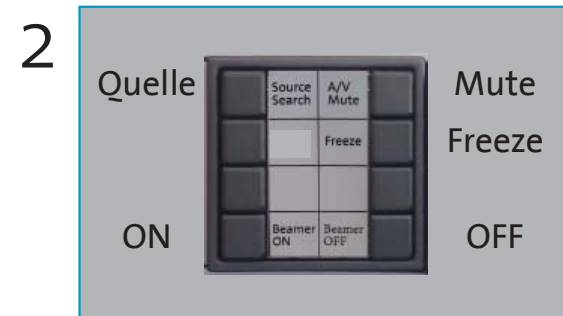 2
Quelle
Source
Search
A/V
Mute
Mute
Freeze
Freeze
ON
Beamer
ON
Beamer
OFF
OFF